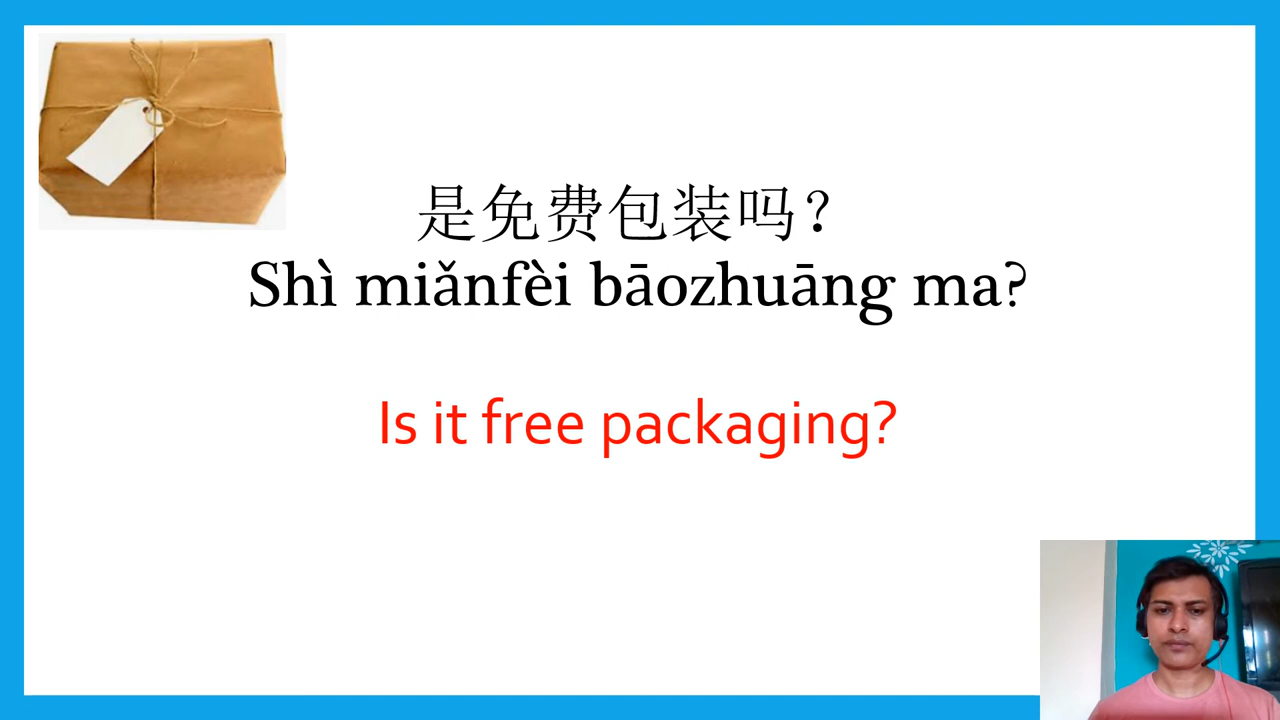 是免费包装吗？
Shì miǎnfèi bāozhuāng ma?
Is it free packaging?